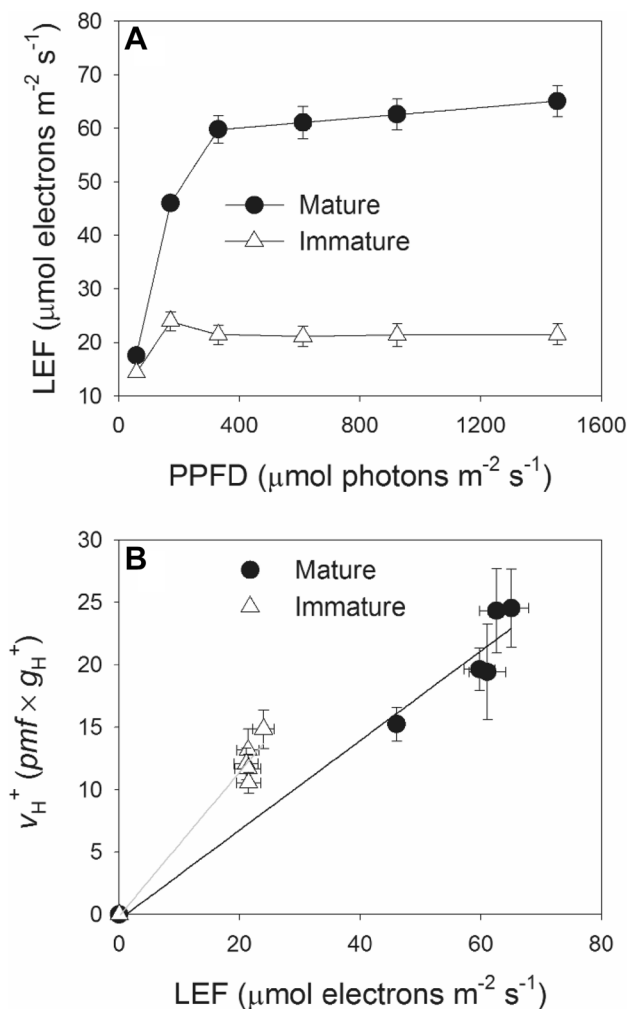 A
80
70
60
50
40
30
20
10
LEF (μmol electrons m⁻² s⁻¹)
Mature
Immature
0 400 800 1200 1600
PPFD (μmol photons m⁻² s⁻¹)
B
30
25
20
15
10
5
0
v_H⁺ (pmf × g_H⁺)
Mature
Immature
0 20 40 60 80
LEF (μmol electrons m⁻² s⁻¹)